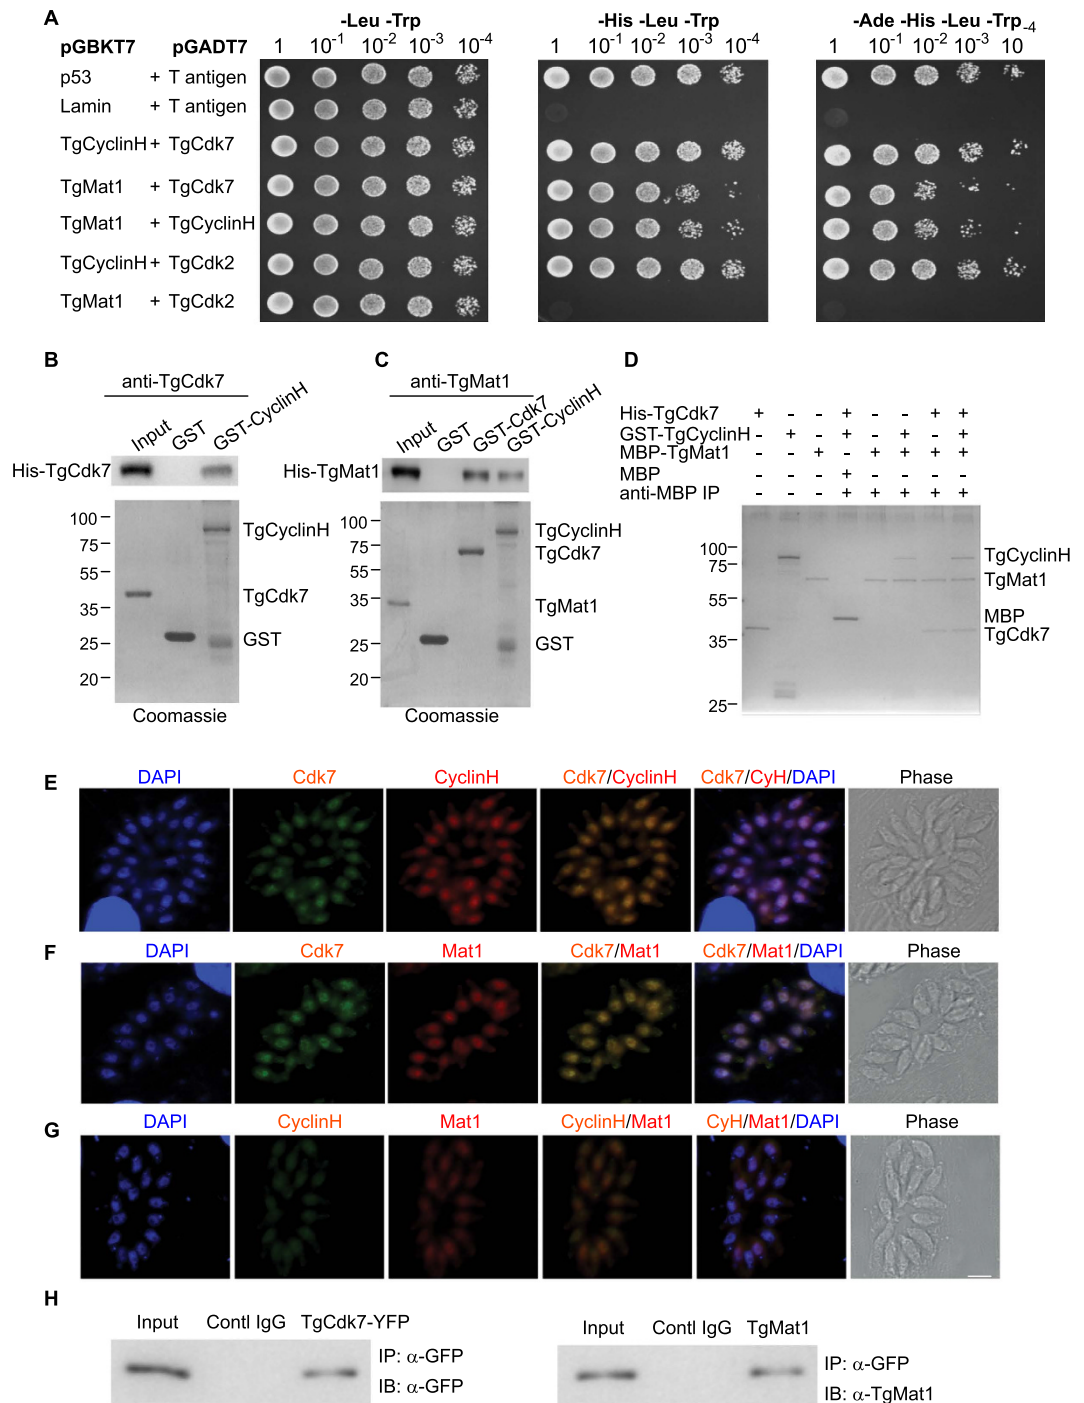 A
-Leu -Trp
-His -Leu -Trp
-Ade -His -Leu -Trp
pGBKT7 pGADT7
1 10-1 10-2 10-3 10-4
1 10-1 10-2 10-3 10-4
1 10-1 10-2 10-3 10 -4
p53 + T antigen
Lamin + T antigen
TgCyclinH + TgCdk7
TgMat1 + TgCdk7
TgMat1 + TgCyclinH
TgCyclinH + TgCdk2
TgMat1 + TgCdk2
B
anti-TgCdk7
Input GST GST-CyclinH
His-TgCdk7
100
75
55
35
25
20
TgCyclinH
TgCdk7
GST
Coomassie
C
anti-TgMat1
Input GST GST-Cdk7 GST-CyclinH
His-TgMat1
100
75
55
35
25
20
TgCyclinH
TgCdk7
TgMat1
GST
Coomassie
D
His-TgCdk7 + - - + - - + +
GST-TgCyclinH - + - + - + - +
MBP-TgMat1 - - + - + + + +
MBP - - - + - - - -
anti-MBP IP - - - + + + + +
100
75
55
35
25
TgCyclinH
TgMat1
MBP
TgCdk7
E
DAPI Cdk7 CyclinH Cdk7/CyclinH Cdk7/CyH/DAPI Phase
F
DAPI Cdk7 Mat1 Cdk7/Mat1 Cdk7/Mat1/DAPI Phase
G
DAPI CyclinH Mat1 CyclinH/Mat1 CyH/Mat1/DAPI Phase
H
Input Contl IgG TgCdk7-YFP
IP: α-GFP
IB: α-GFP
Input Contl IgG TgMat1
IP: α-GFP
IB: α-TgMat1